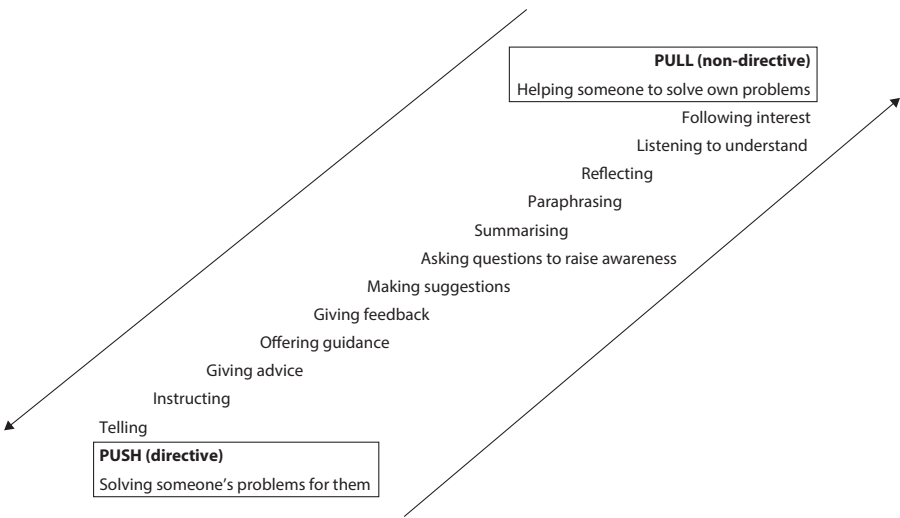 PULL (non-directive)
Helping someone to solve own problems
Following interest
Listening to understand
Reflecting
Paraphrasing
Summarising
Asking questions to raise awareness
Making suggestions
Giving feedback
Offering guidance
Giving advice
Instructing
Telling
PUSH (directive)
Solving someone’s problems for them